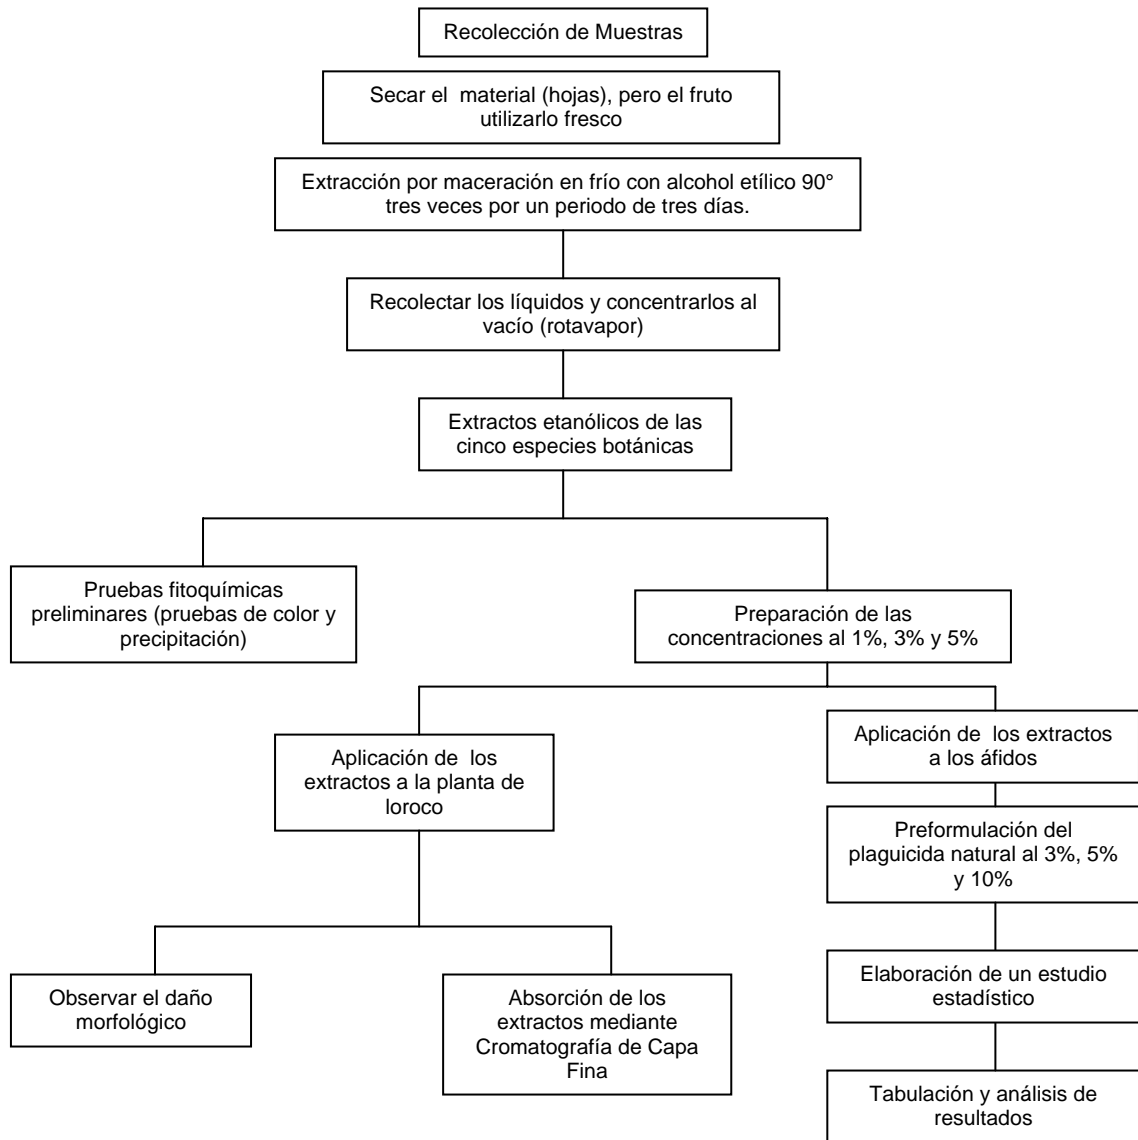 Recolección de Muestras
Secar el  material (hojas), pero el fruto
utilizarlo fresco
Extracción por maceración en frío con alcohol etílico 90°
tres veces por un periodo de tres días.
Recolectar los líquidos y concentrarlos al
vacío (rotavapor)
Extractos etanólicos de las
cinco especies botánicas
Pruebas fitoquímicas
preliminares (pruebas de color y
precipitación)
Preparación de las
concentraciones al 1%, 3% y 5%
Aplicación de  los
extractos a la planta de
loroco
Aplicación de  los extractos
a los áfidos
Preformulación del
plaguicida natural al 3%, 5%
y 10%
Observar el daño
morfológico
Absorción de los
extractos mediante
Cromatografía de Capa
Fina
Elaboración de un estudio
estadístico
Tabulación y análisis de
resultados